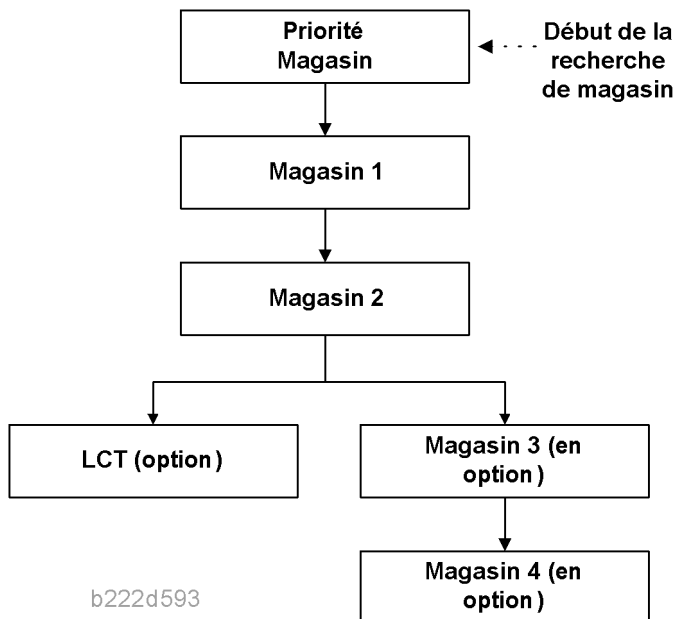 Priorité
Magasin
Début de la
recherche
de magasin
Magasin 1
Magasin 2
LCT (option)
Magasin 3 (en
option)
Magasin 4 (en
option)
b222d593